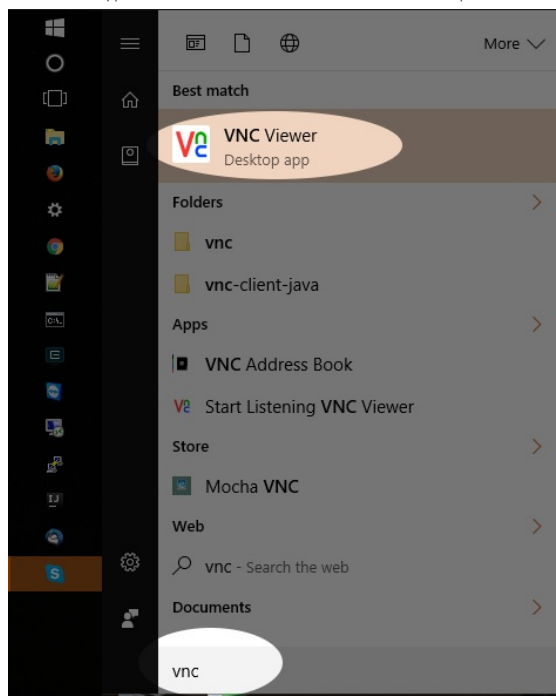 More
Best match
VNC Viewer
Desktop app
Folders
vnc
vnc-client-java
Apps
VNC Address Book
Start Listening VNC Viewer
Store
Mocha VNC
Web
vnc - Search the web
Documents
vnc